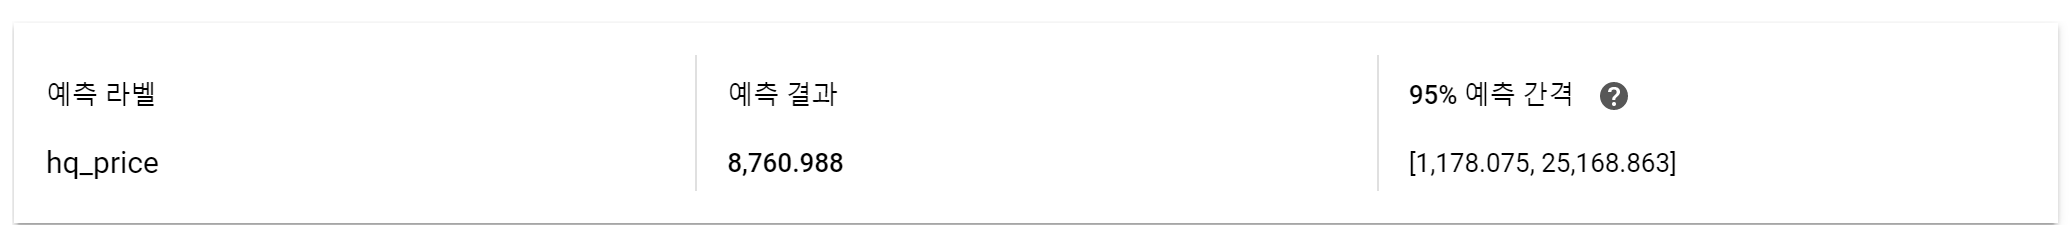 예측 라벨
hq_price
예측 결과
8,760.988
95% 예측 간격
[1,178.075, 25,168.863]